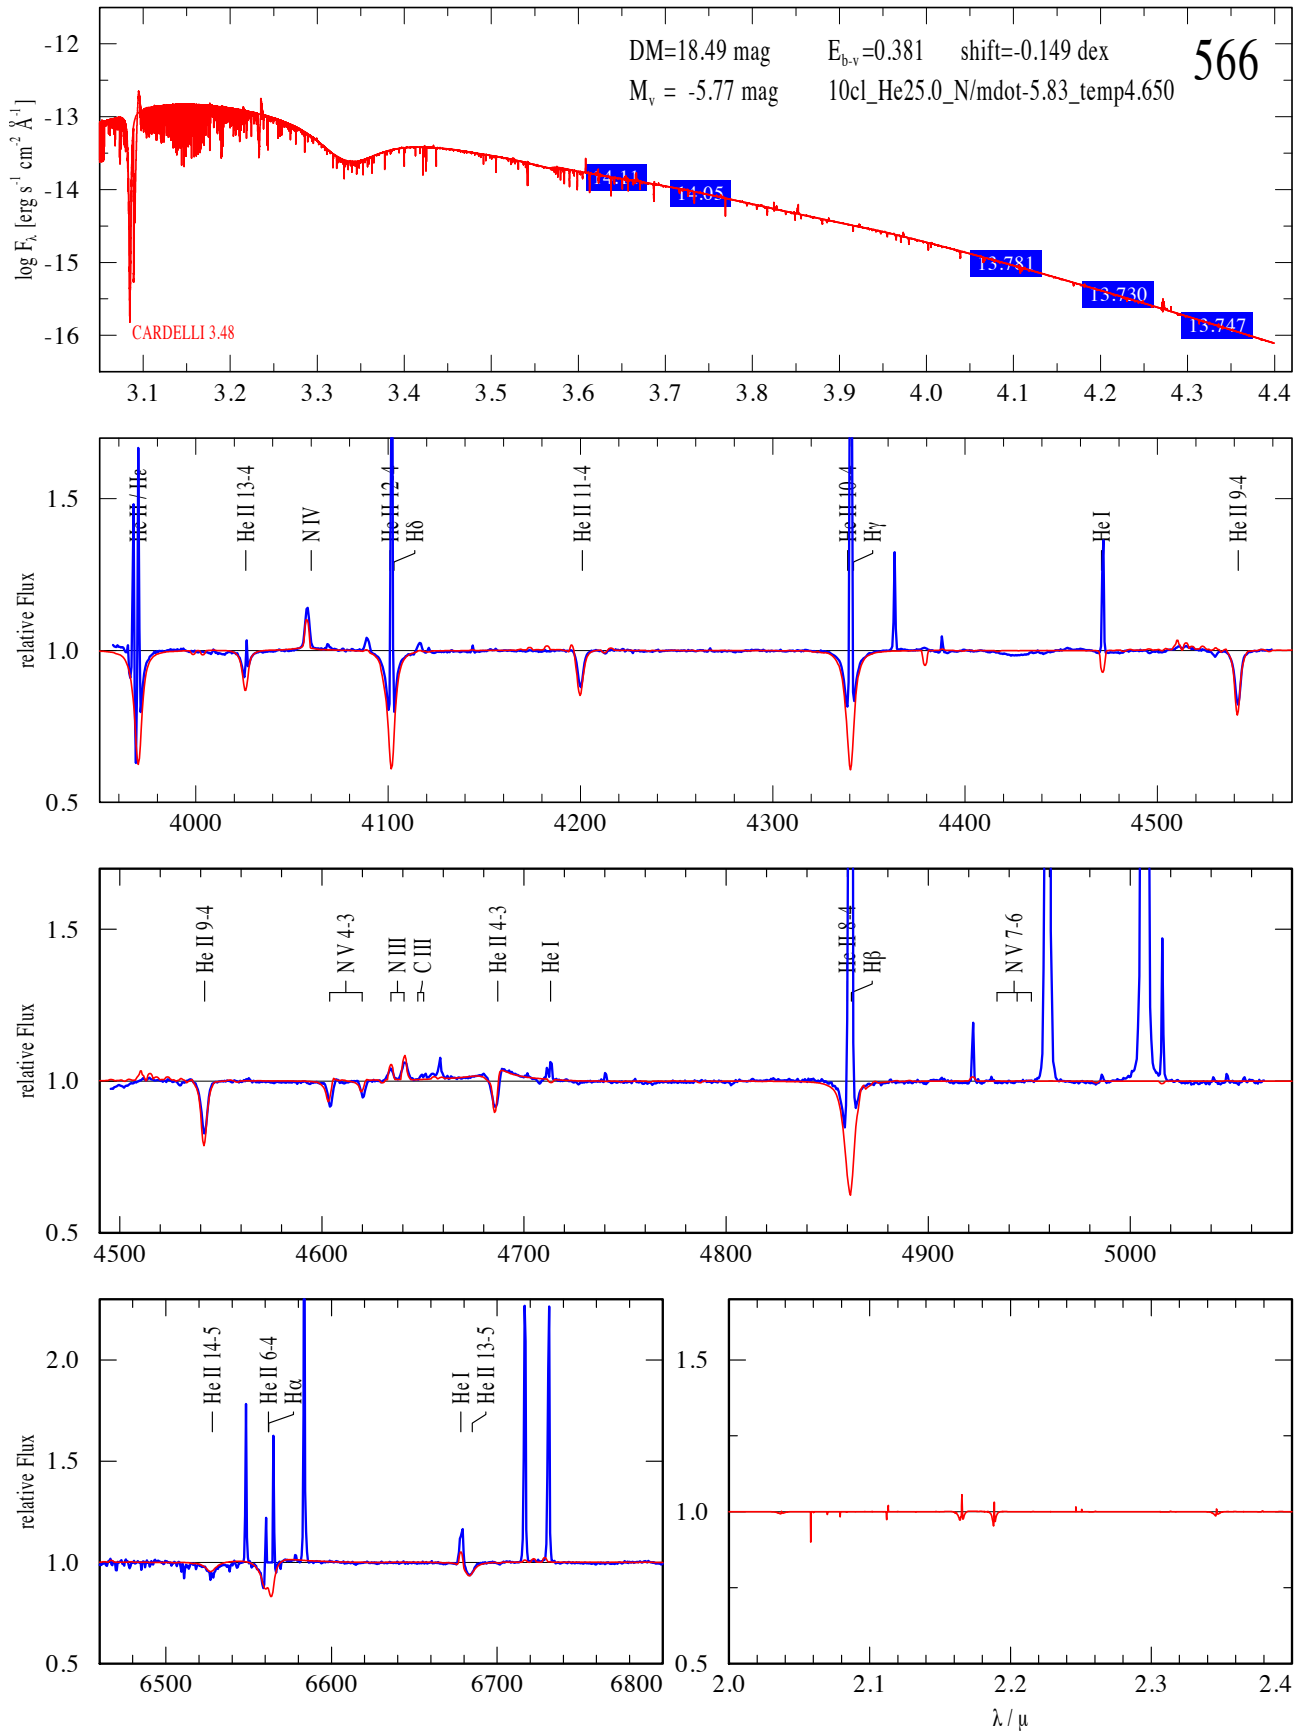 DM=18.49 mag E_b-v=0.381 shift=-0.149 dex 566
M_v = -5.77 mag 10cl_He25.0_N/mdot-5.83_temp4.650
log F_λ [erg s⁻¹ cm⁻² Å⁻¹]
-12
-13
-14
-15
-16
14.11
14.05
13.781
13.730
13.747
CARDELLI 3.48
3.1 3.2 3.3 3.4 3.5 3.6 3.7 3.8 3.9 4.0 4.1 4.2 4.3 4.4
relative Flux
1.5
1.0
0.5
He II / Hε
He II 13-4
N IV
He II 12-4
Hδ
He II 11-4
He II 10-4
Hγ
He I
He II 9-4
4000 4100 4200 4300 4400 4500
relative Flux
1.5
1.0
0.5
He II 9-4
N V 4-3
N III
C III
He II 4-3
He I
He II 8-4
Hβ
N V 7-6
4500 4600 4700 4800 4900 5000
relative Flux
2.0
1.5
1.0
0.5
He II 14-5
He II 6-4
Hα
He I
He II 13-5
6500 6600 6700 6800
1.5
1.0
0.5
2.0 2.1 2.2 2.3 2.4
λ / μ